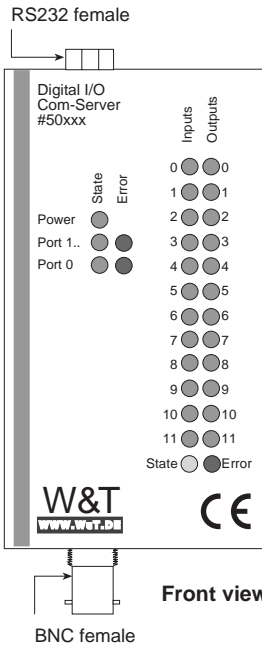 RS232 female
Digital I/O
Com-Server
#50xxx
Inputs Outputs
State Error
0 0
1 1
2 2
Power
3 3
Port 1..
4 4
Port 0
5 5
6 6
7 7
8 8
9 9
10 10
11 11
State Error
W&T
WWW.WUT.DE
CE
Front view
BNC female